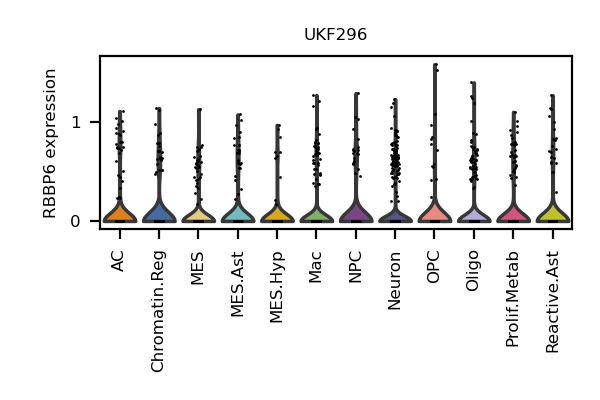 UKF296
RBBP6 expression
1
0
AC
Chromatin.Reg
MES
MES.Ast
MES.Hyp
Mac
NPC
Neuron
OPC
Oligo
Prolif.Metab
Reactive.Ast